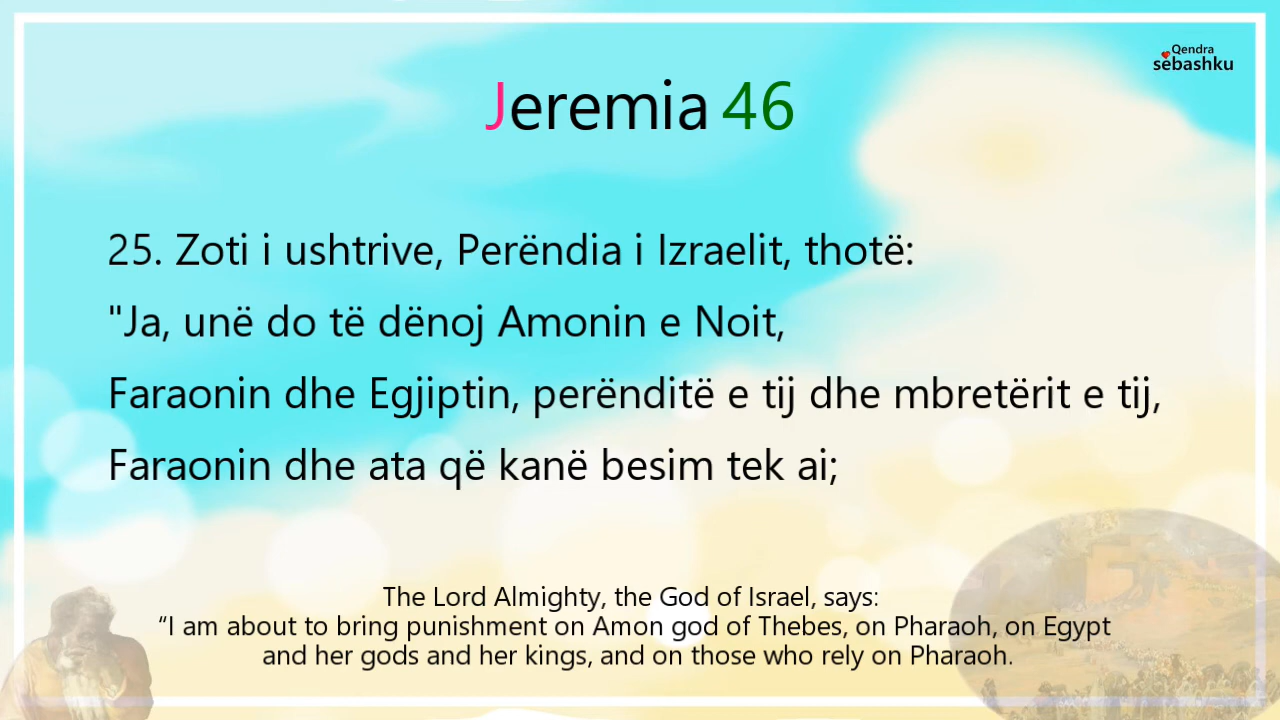 Qendra
sëbashku
Jeremia 46
25. Zoti i ushtrive, Perëndia i Izraelit, thotë:
"Ja, unë do të dënoj Amonin e Noit,
Faraonin dhe Egjiptin, perënditë e tij dhe mbretërit e tij,
Faraonin dhe ata që kanë besim tek ai;
The Lord Almighty, the God of Israel, says:
“I am about to bring punishment on Amon god of Thebes, on Pharaoh, on Egypt
and her gods and her kings, and on those who rely on Pharaoh.